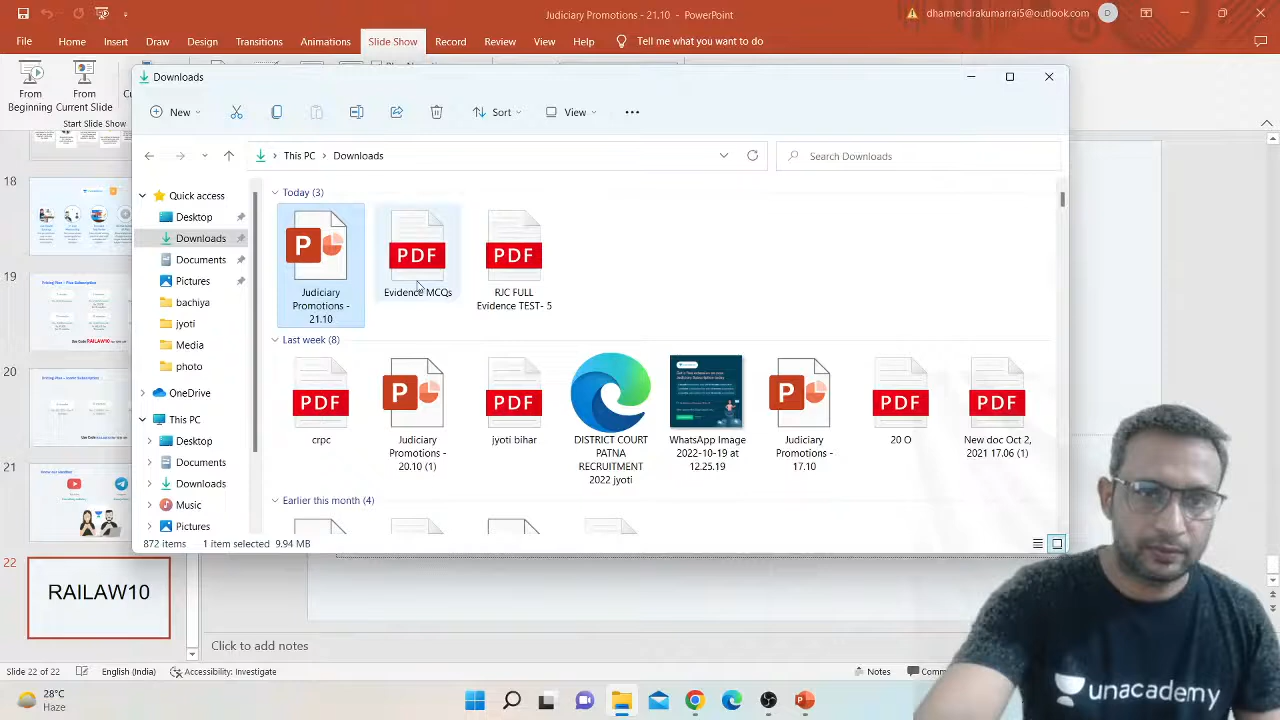 Judiciary Promotions - 21.10 - PowerPoint
dharmendrakumarrai5@outlook.com
D
File
Home
Insert
Draw
Design
Transitions
Animations
Slide Show
Record
Review
View
Help
Tell me what you want to do
From
Beginning
From
Current Slide
Start Slide Show
Downloads
New
Sort
View
This PC
Downloads
Search Downloads
Quick access
Desktop
Downloads
Documents
Pictures
bachiya
jyoti
Media
photo
Onedrive
This PC
Desktop
Documents
Downloads
Music
Pictures
Today (3)
Judiciary
Promotions -
21.10
PDF
Evidence MCQs
PDF
RJC FULL
Evidence TEST- 5
Last week (8)
PDF
crpc
Judiciary
Promotions -
20.10 (1)
PDF
jyoti bihar
DISTRICT COURT
PATNA
RECRUITMENT
2022 jyoti
WhatsApp Image
2022-10-19 at
12.25.19
Judiciary
Promotions -
17.10
PDF
20 O
PDF
New doc Oct 2,
2021 17.06 (1)
Earlier this month (4)
872 items
1 item selected 9.94 MB
18
19
20
21
22
RAILAW10
Click to add notes
Slide 22 of 22
English (India)
Accessibility: Investigate
Notes
28°C
Haze
unacademy